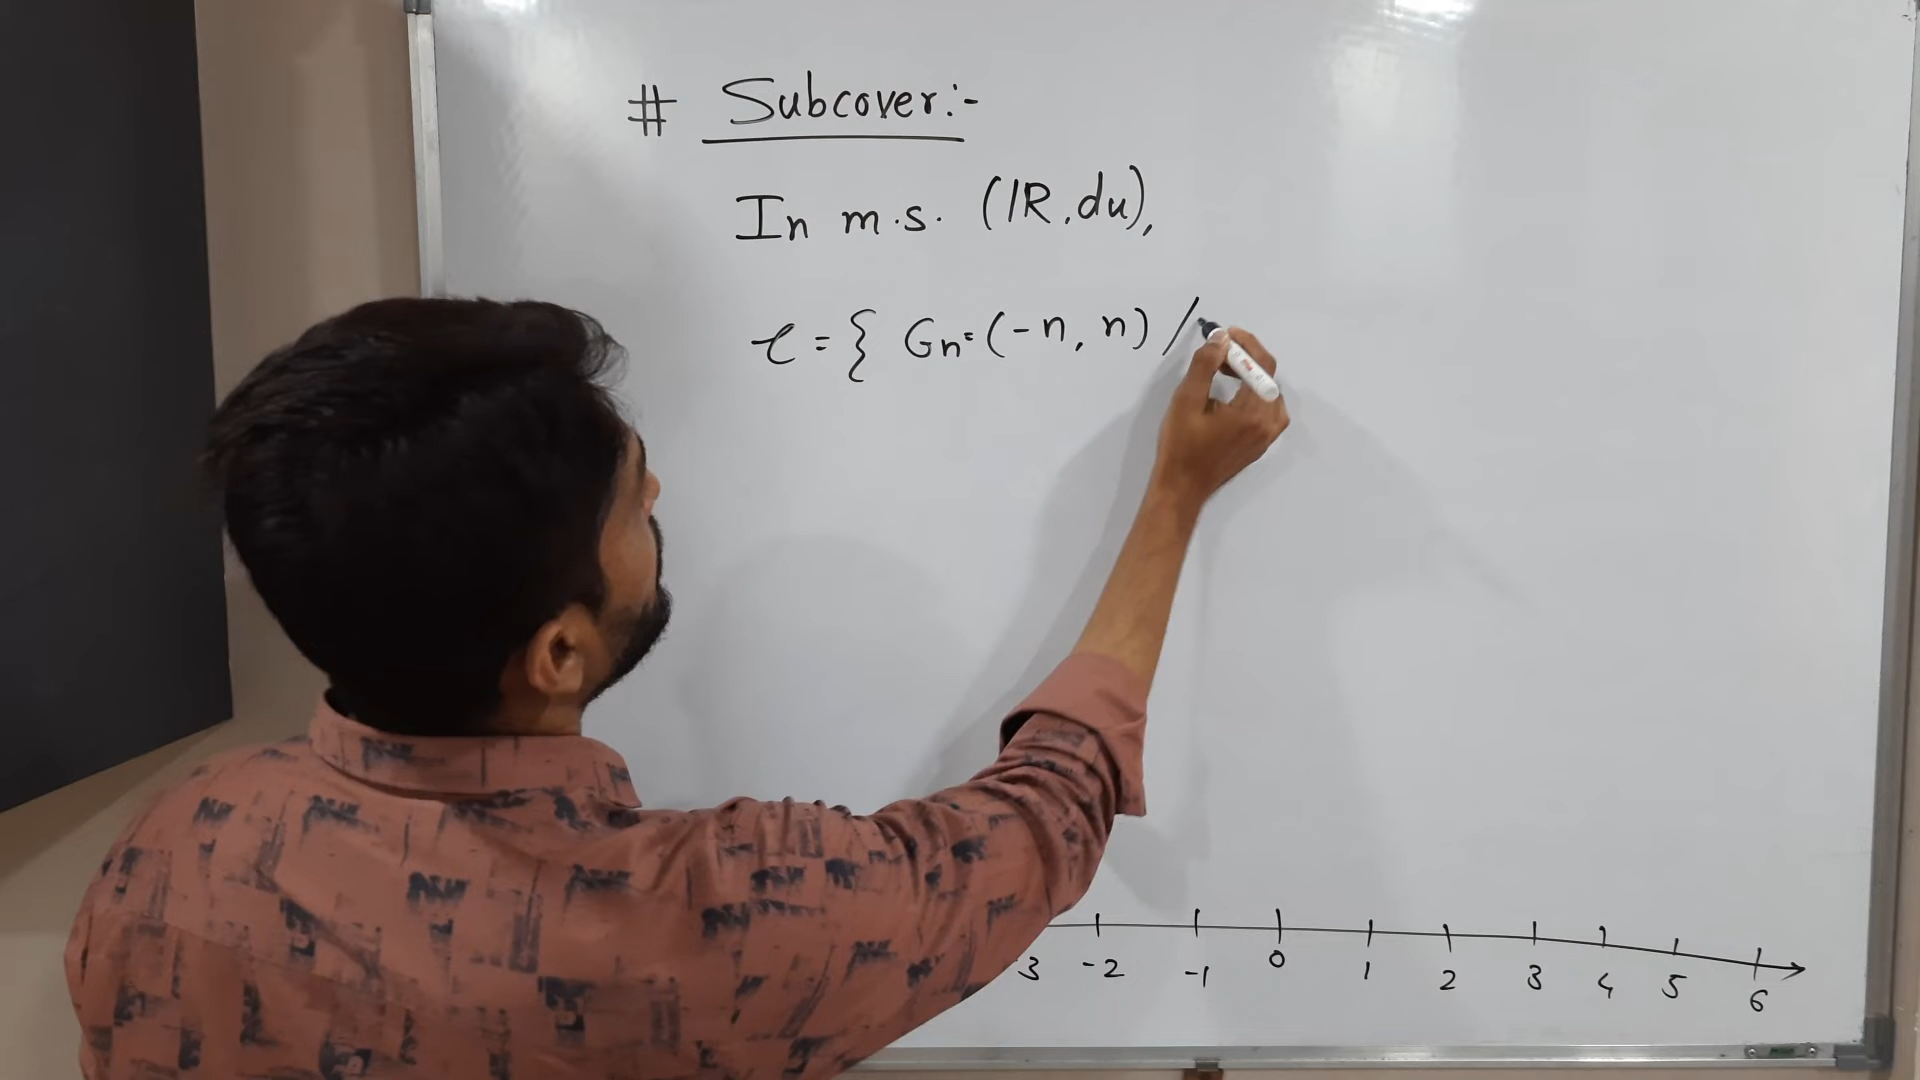 # Subcover:-
In m.s. (IR, du),
τ = { Gn = (-n, n) /
3 -2 -1 0 1 2 3 4 5 6